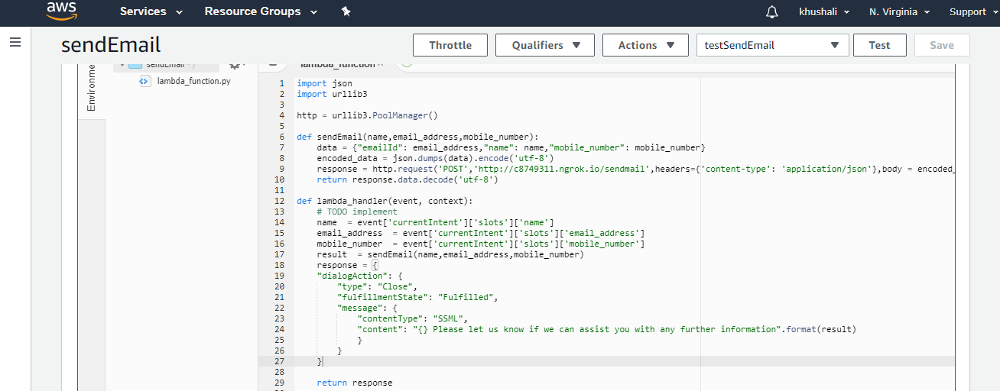 aws Services Resource Groups khushali N. Virginia Support
sendEmail Throttle Qualifiers Actions testSendEmail Test Save
Environme
sendEmail
lambda_function
lambda_function.py
1 import json
2 import urllib3
3
4 http = urllib3.PoolManager()
5
6 def sendEmail(name,email_address,mobile_number):
7     data = {"emailId": email_address,"name": name,"mobile_number": mobile_number}
8     encoded_data = json.dumps(data).encode('utf-8')
9     response = http.request('POST','http://c8749311.ngrok.io/sendmail',headers={'content-type': 'application/json'},body = encoded_
10     return response.data.decode('utf-8')
11
12 def lambda_handler(event, context):
13     # TODO implement
14     name  = event['currentIntent']['slots']['name']
15     email_address  = event['currentIntent']['slots']['email_address']
16     mobile_number  = event['currentIntent']['slots']['mobile_number']
17     result  = sendEmail(name,email_address,mobile_number)
18     response = {
19     "dialogAction": {
20         "type": "Close",
21         "fulfillmentState": "Fulfilled",
22         "message": {
23             "contentType": "SSML",
24             "content": "{} Please let us know if we can assist you with any further information".format(result)
25             }
26         }
27     }
28
29     return response